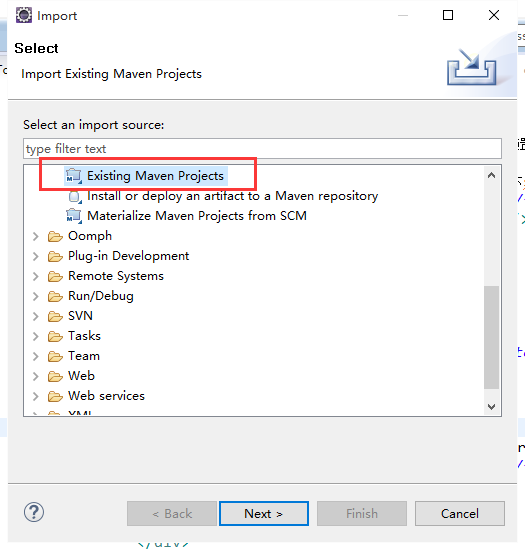 Import
Select
Import Existing Maven Projects
Select an import source:
type filter text
Existing Maven Projects
Install or deploy an artifact to a Maven repository
Materialize Maven Projects from SCM
Oomph
Plug-in Development
Remote Systems
Run/Debug
SVN
Tasks
Team
Web
Web services
XML
< Back
Next >
Finish
Cancel
</div>